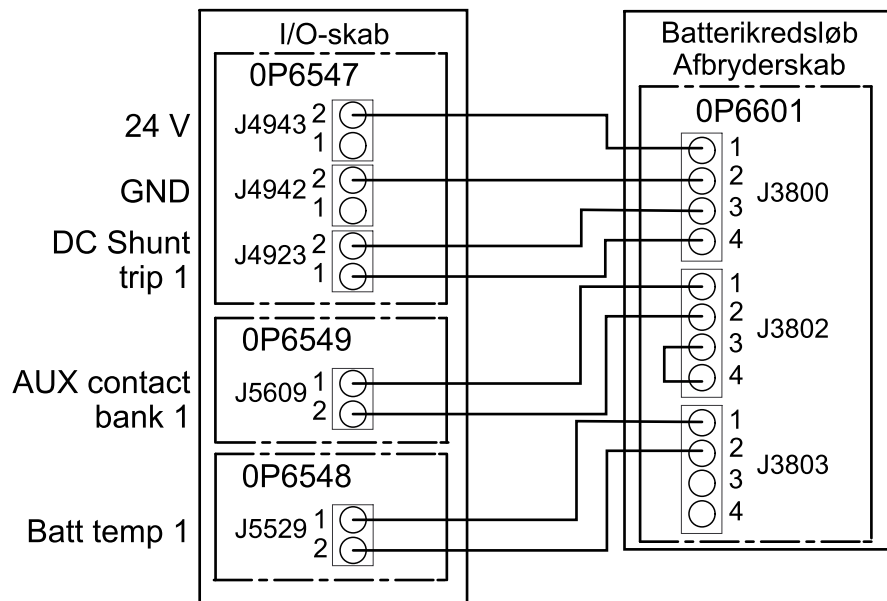 I/O-skab
0P6547
24 V
J4943
2
1
GND
J4942
2
1
DC Shunt
trip 1
J4923
2
1
0P6549
AUX contact
bank 1
J5609
1
2
0P6548
Batt temp 1
J5529
1
2
Batterikredsløb
Afbryderskab
0P6601
1
2
3
4
J3800
1
2
3
4
J3802
1
2
3
4
J3803